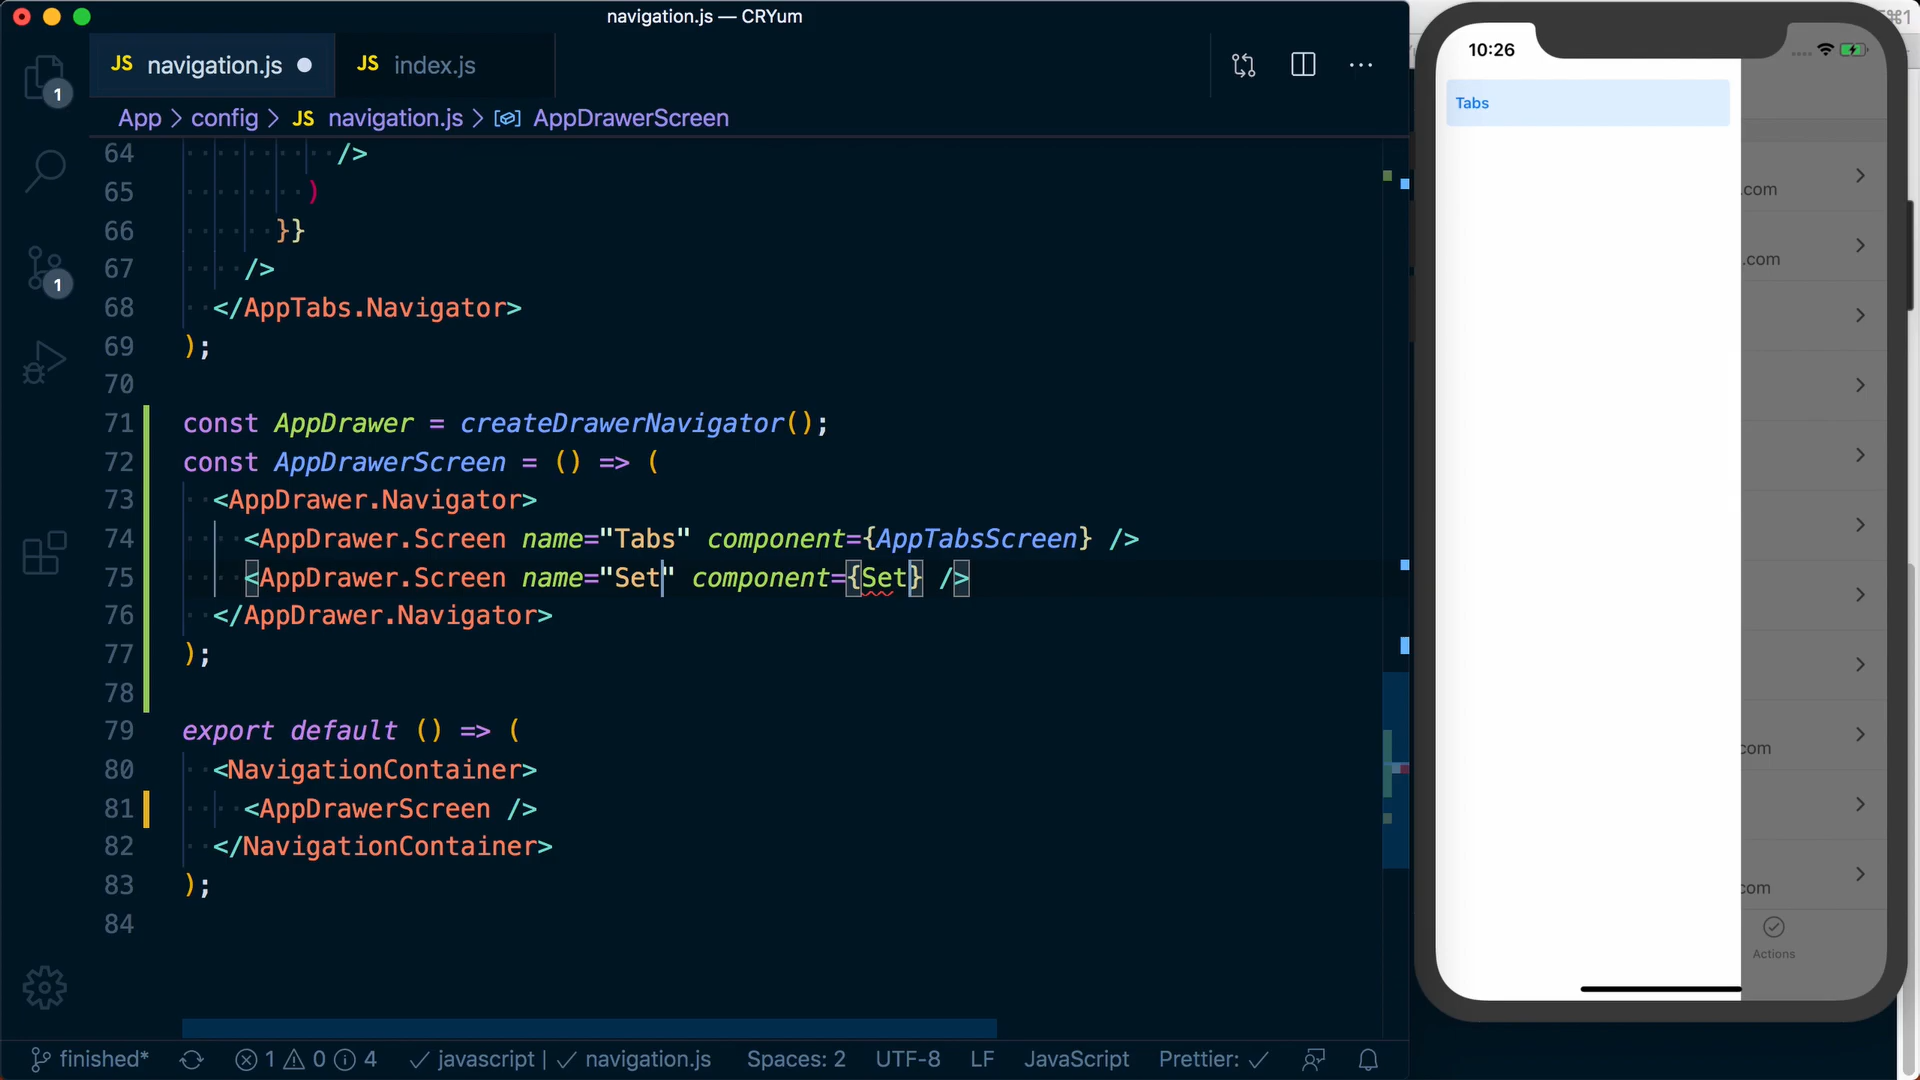 navigation.js — CRYum
JS navigation.js
JS index.js
App > config > JS navigation.js > AppDrawerScreen
1
1
64 />
65 )
66 }}
67 />
68 </AppTabs.Navigator>
69 );
70
71 const AppDrawer = createDrawerNavigator();
72 const AppDrawerScreen = () => (
73 <AppDrawer.Navigator>
74 <AppDrawer.Screen name="Tabs" component={AppTabsScreen} />
75 <AppDrawer.Screen name="Set" component={Set} />
76 </AppDrawer.Navigator>
77 );
78
79 export default () => (
80 <NavigationContainer>
81 <AppDrawerScreen />
82 </NavigationContainer>
83 );
84
finished* 1 0 4 javascript | navigation.js Spaces: 2 UTF-8 LF JavaScript Prettier:
⌘1
10:26
Tabs
.com
.com
com
com
Actions